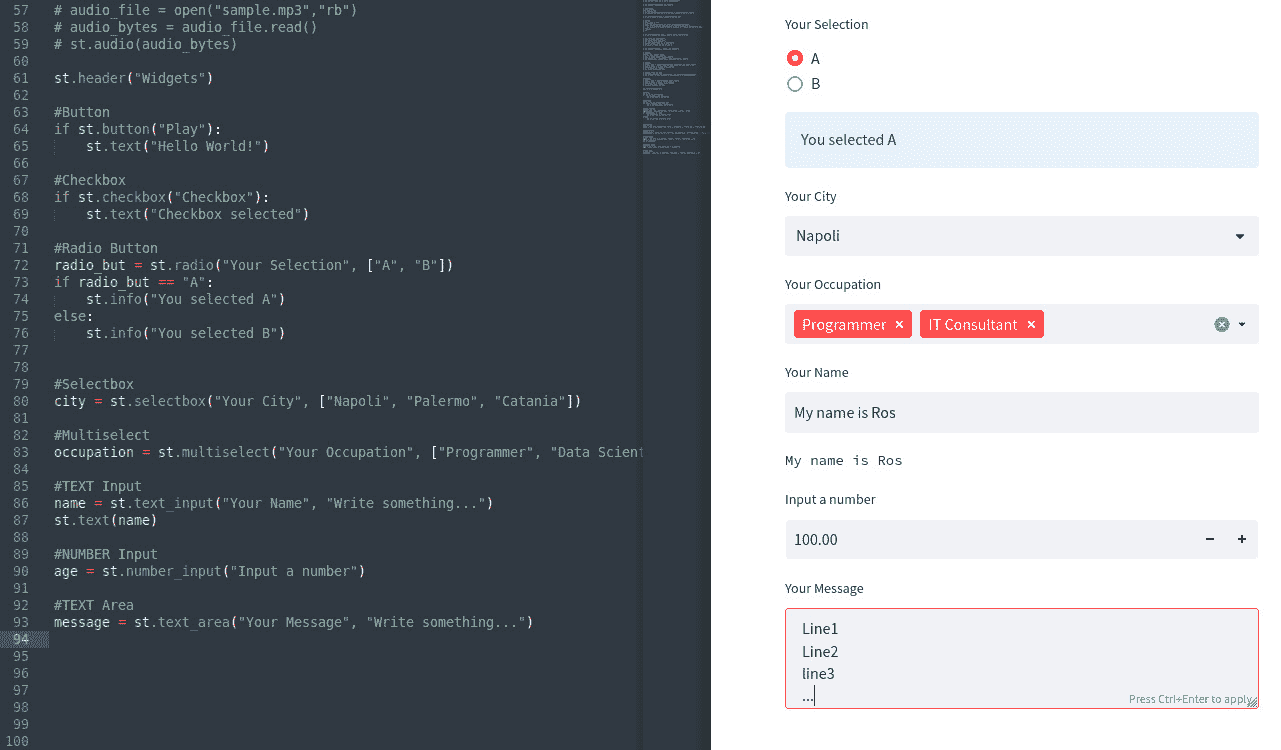 57 # audio_file = open("sample.mp3","rb")
58 # audio_bytes = audio_file.read()
59 # st.audio(audio_bytes)
60
61 st.header("Widgets")
62
63 #Button
64 if st.button("Play"):
65     st.text("Hello World!")
66
67 #Checkbox
68 if st.checkbox("Checkbox"):
69     st.text("Checkbox selected")
70
71 #Radio Button
72 radio_but = st.radio("Your Selection", ["A", "B"])
73 if radio_but == "A":
74     st.info("You selected A")
75 else:
76     st.info("You selected B")
77
78
79 #Selectbox
80 city = st.selectbox("Your City", ["Napoli", "Palermo", "Catania"])
81
82 #Multiselect
83 occupation = st.multiselect("Your Occupation", ["Programmer", "Data Scient
84
85 #TEXT Input
86 name = st.text_input("Your Name", "Write something...")
87 st.text(name)
88
89 #NUMBER Input
90 age = st.number_input("Input a number")
91
92 #TEXT Area
93 message = st.text_area("Your Message", "Write something...")
94
95
96
97
98
99
100
Your Selection
A
B
You selected A
Your City
Napoli
Your Occupation
Programmer × IT Consultant ×
Your Name
My name is Ros
My name is Ros
Input a number
100.00 − +
Your Message
Line1
Line2
line3
...
Press Ctrl+Enter to apply